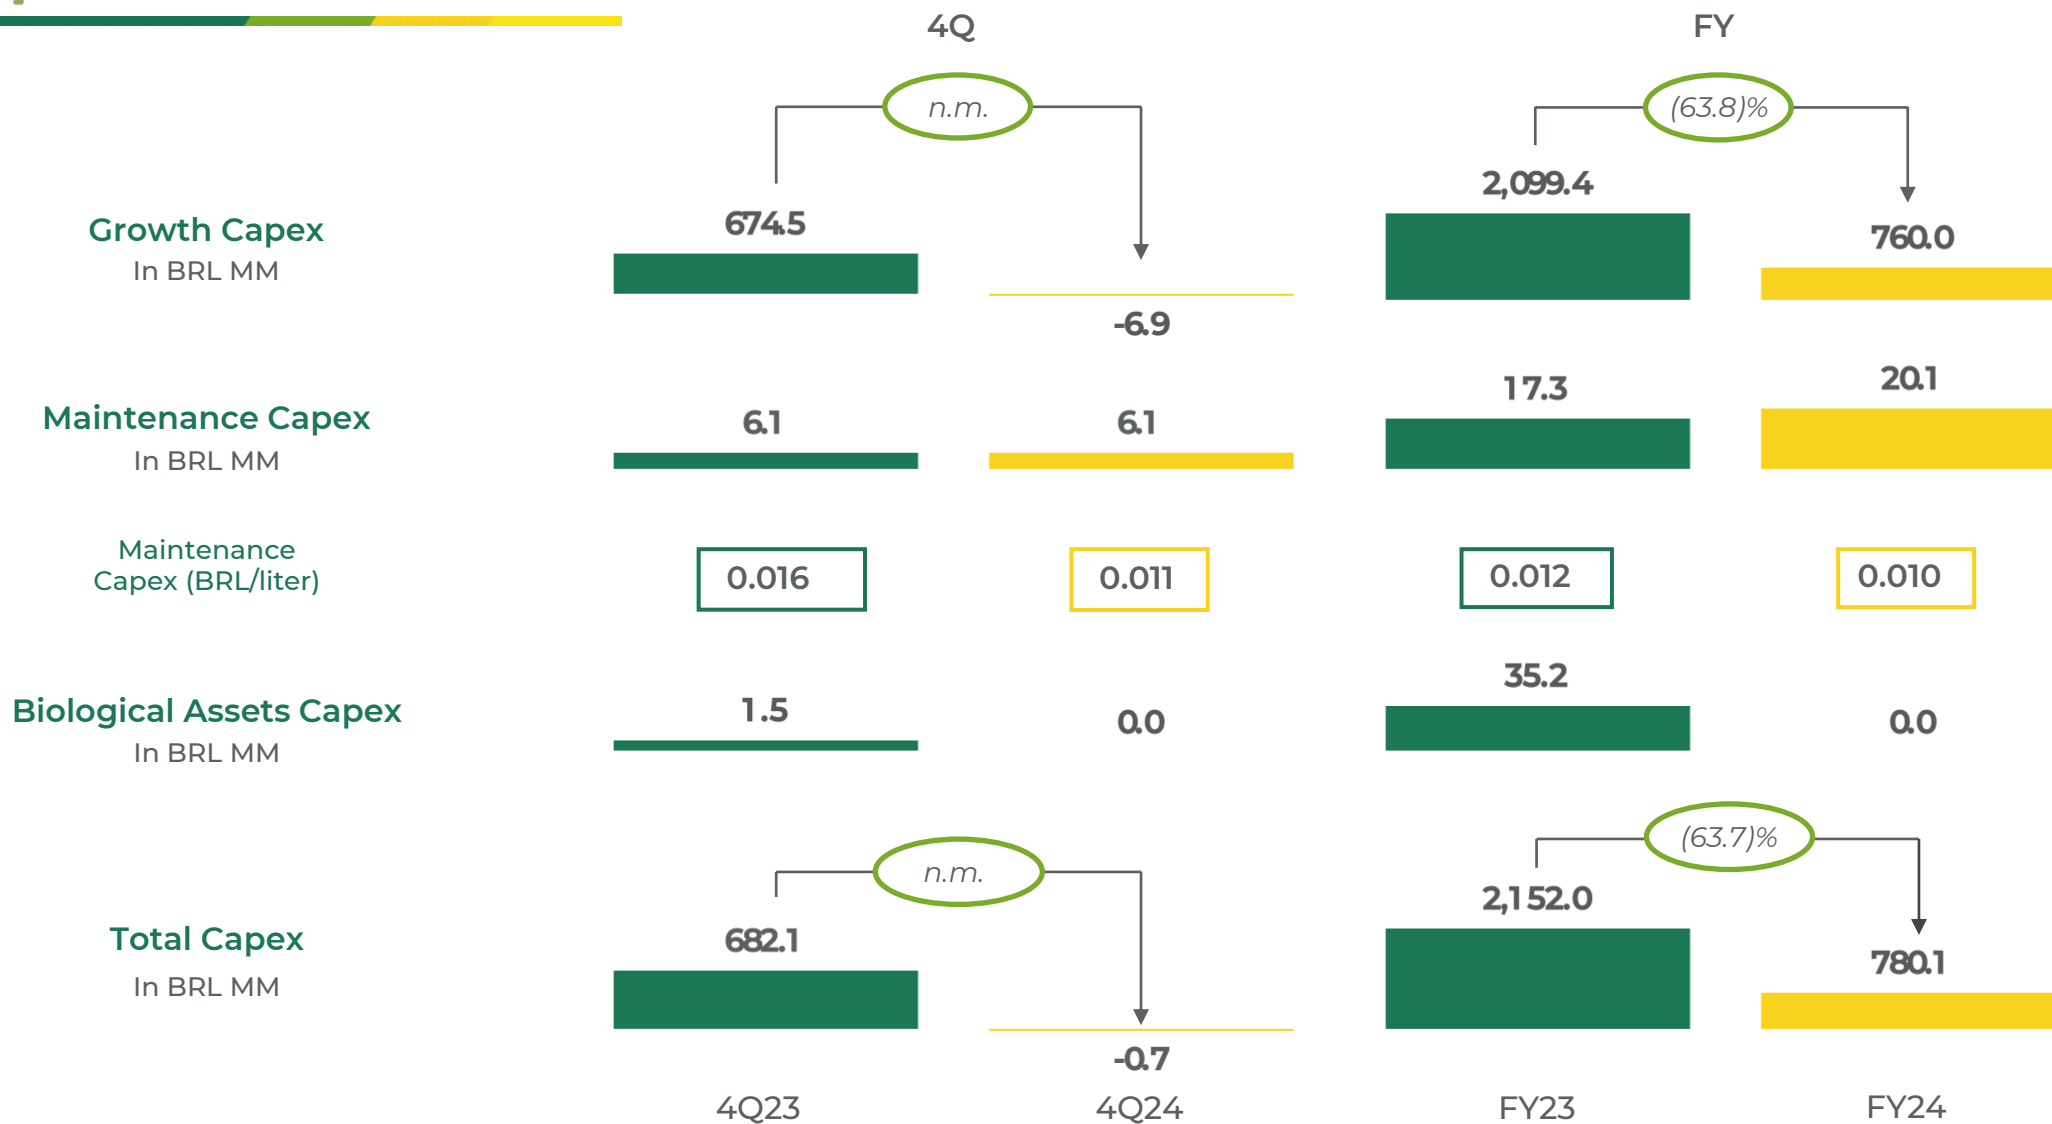 4Q
FY
n.m.
(63.8)%
Growth Capex
In BRL MM
674.5
-6.9
2,099.4
760.0
Maintenance Capex
In BRL MM
6.1
6.1
17.3
20.1
Maintenance
Capex (BRL/liter)
0.016
0.011
0.012
0.010
Biological Assets Capex
In BRL MM
1.5
0.0
35.2
0.0
n.m.
(63.7)%
Total Capex
In BRL MM
682.1
-0.7
2,152.0
780.1
4Q23
4Q24
FY23
FY24